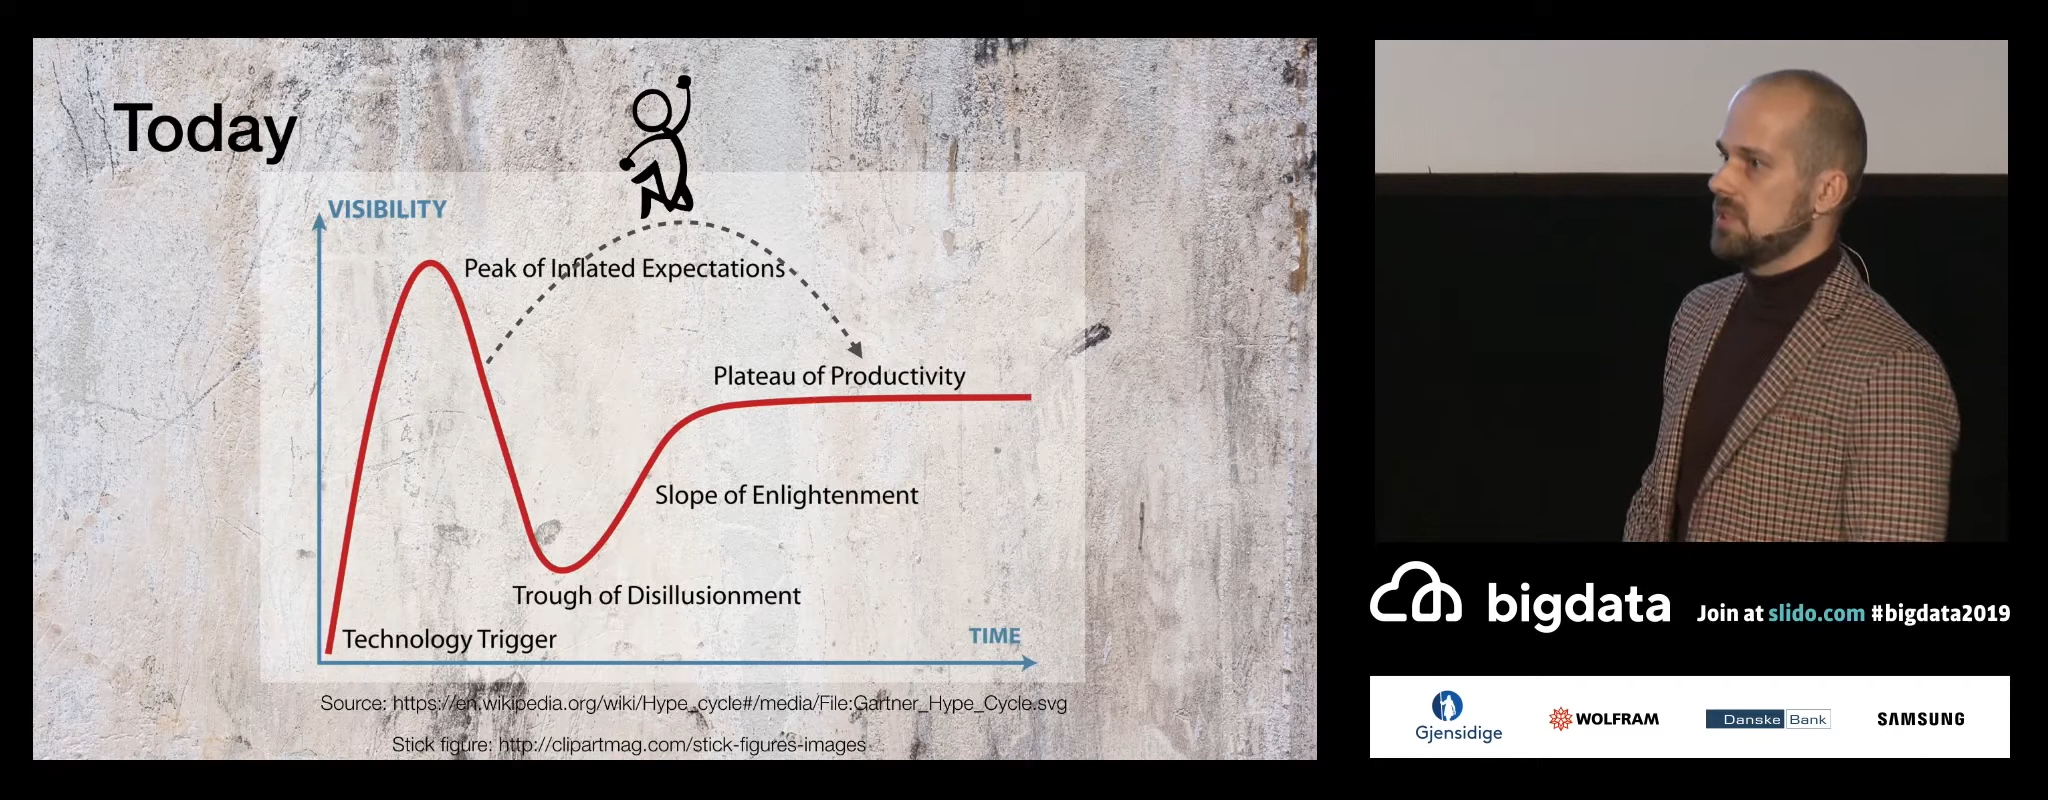 Today
VISIBILITY
Peak of Inflated Expectations
Plateau of Productivity
Slope of Enlightenment
Trough of Disillusionment
Technology Trigger
TIME
Source: https://en.wikipedia.org/wiki/Hype_cycle#/media/File:Gartner_Hype_Cycle.svg
Stick figure: http://clipartmag.com/stick-figures-images
bigdata
Join at slido.com #bigdata2019
Gjensidige
WOLFRAM
Danske Bank
SAMSUNG